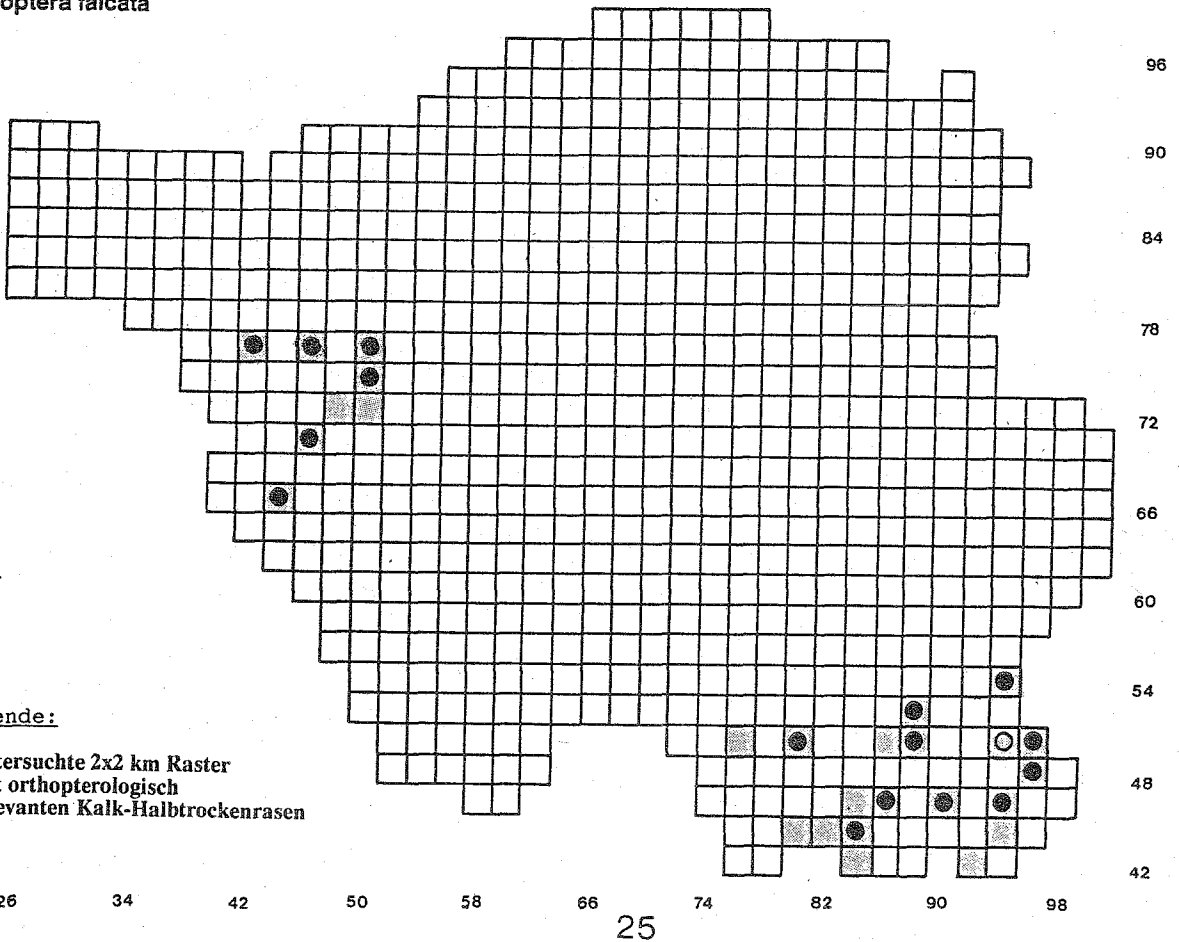 optera falcata
96
90
84
78
72
66
60
54
48
42
ende:
tersuchte 2x2 km Raster
t orthopterologisch
evanten Kalk-Halbtrockenrasen
26 34 42 50 58 66 74 82 90 98
25